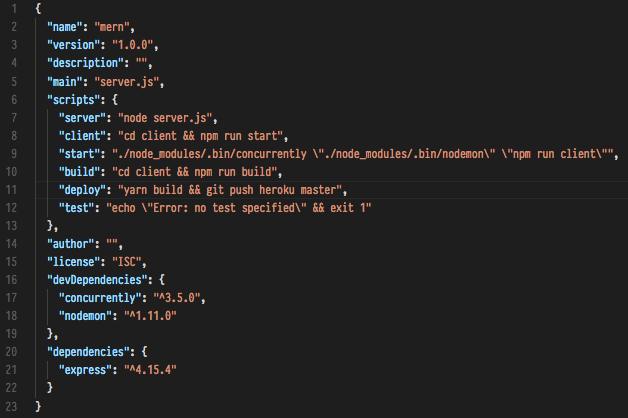 1 {
2   "name": "mern",
3   "version": "1.0.0",
4   "description": "",
5   "main": "server.js",
6   "scripts": {
7     "server": "node server.js",
8     "client": "cd client && npm run start",
9     "start": "./node_modules/.bin/concurrently \"./node_modules/.bin/nodemon\" \"npm run client\"",
10     "build": "cd client && npm run build",
11     "deploy": "yarn build && git push heroku master",
12     "test": "echo \"Error: no test specified\" && exit 1"
13   },
14   "author": "",
15   "license": "ISC",
16   "devDependencies": {
17     "concurrently": "^3.5.0",
18     "nodemon": "^1.11.0"
19   },
20   "dependencies": {
21     "express": "^4.15.4"
22   }
23 }